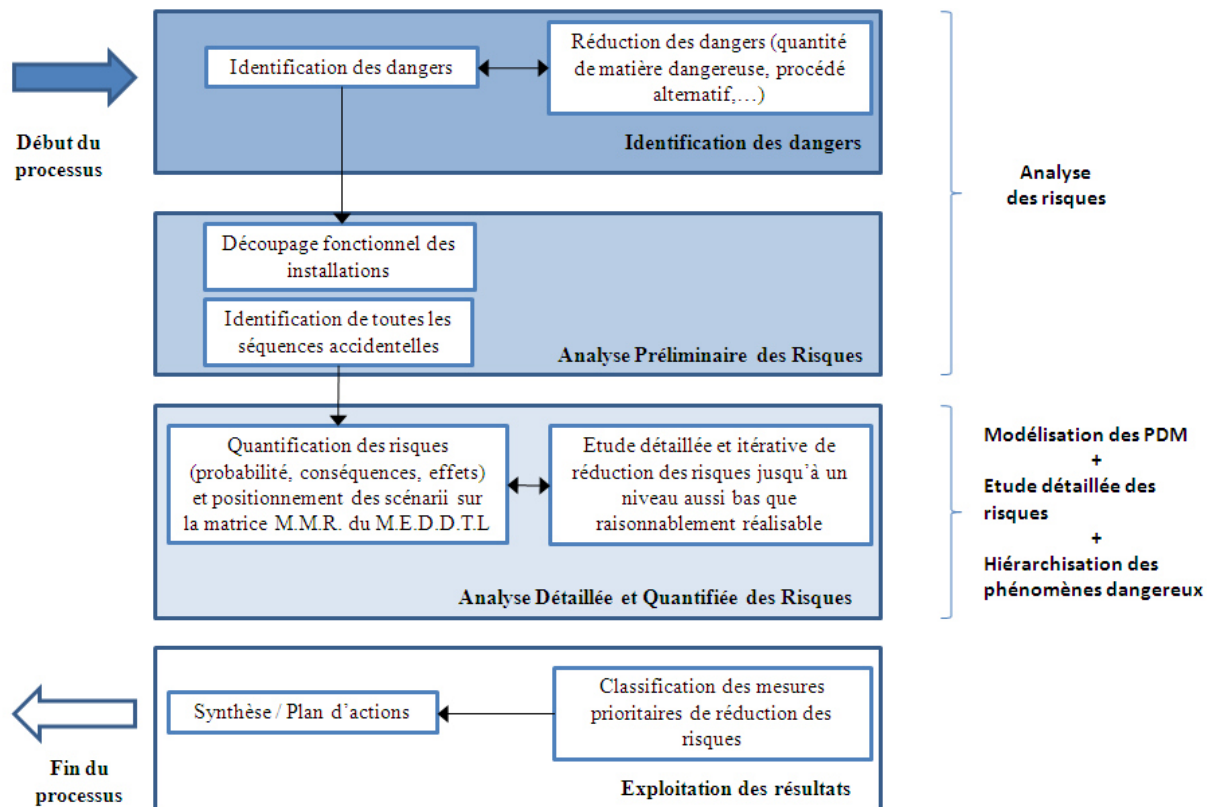 Identification des dangers
Réduction des dangers (quantité
de matière dangereuse, procédé
alternatif,…)
Identification des dangers
Début du
processus
Analyse
des risques
Découpage fonctionnel des
installations
Identification de toutes les
séquences accidentelles
Analyse Préliminaire des Risques
Quantification des risques
(probabilité, conséquences, effets)
et positionnement des scénarii sur
la matrice M.M.R. du M.E.D.D.T.L
Etude détaillée et itérative de
réduction des risques jusqu’à un
niveau aussi bas que
raisonnablement réalisable
Analyse Détaillée et Quantifiée des Risques
Modélisation des PDM
+
Etude détaillée des
risques
+
Hiérarchisation des
phénomènes dangereux
Synthèse / Plan d’actions
Classification des mesures
prioritaires de réduction des
risques
Exploitation des résultats
Fin du
processus